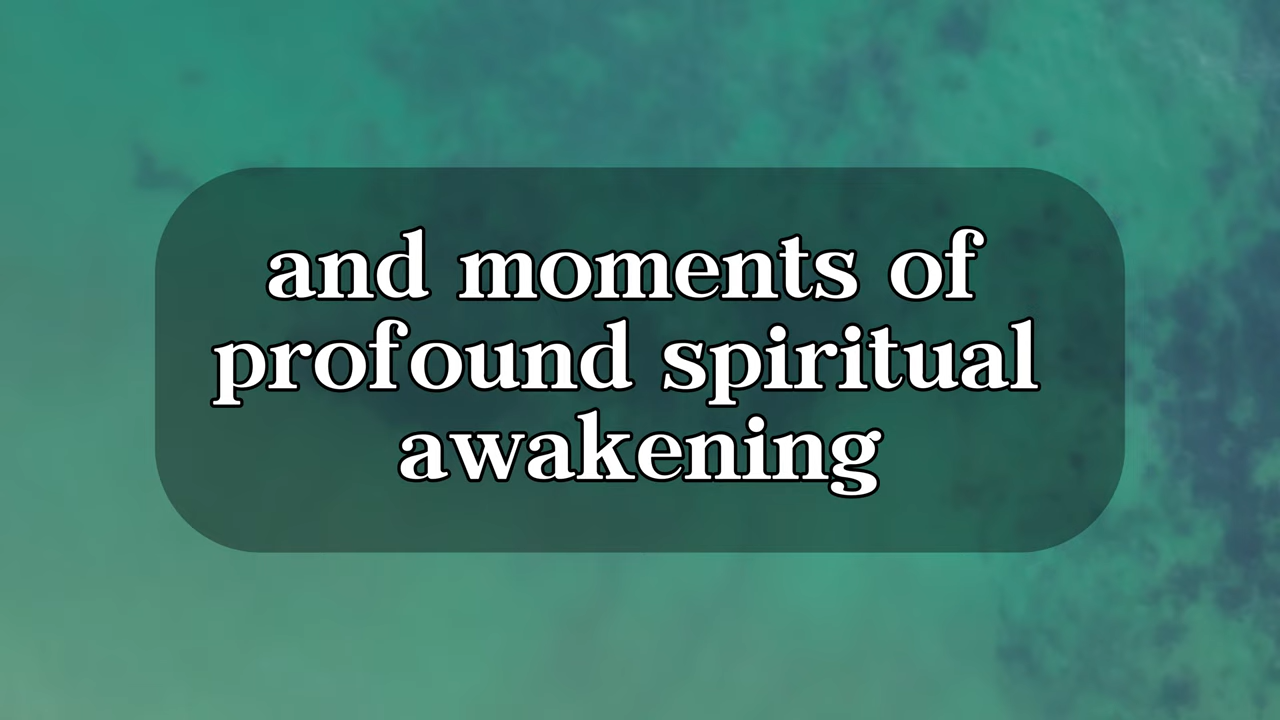 and moments of
profound spiritual
awakening